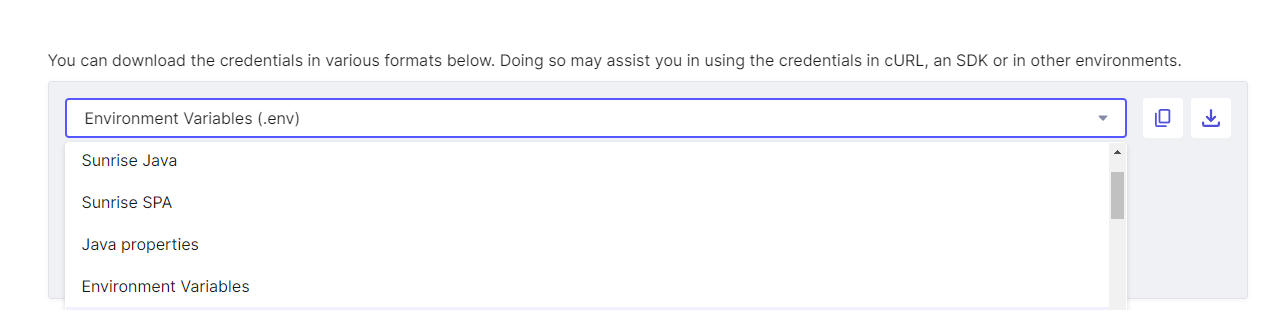 You can download the credentials in various formats below. Doing so may assist you in using the credentials in cURL, an SDK or in other environments.
Environment Variables (.env)
Sunrise Java
Sunrise SPA
Java properties
Environment Variables